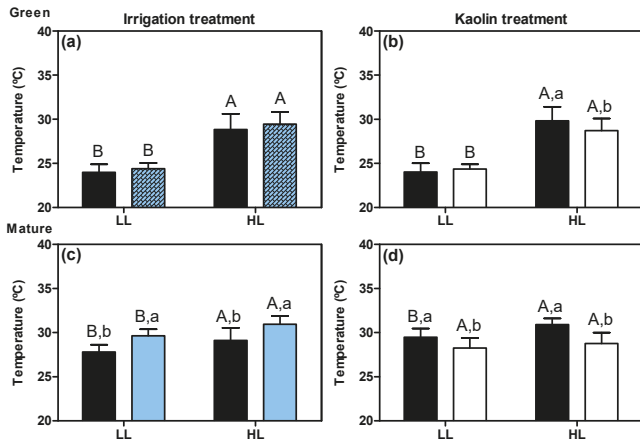 Green
Irrigation treatment
Kaolin treatment
(a)
Temperature (ºC)
40
35
30
25
20
B
B
A
A
LL
HL
(b)
Temperature (ºC)
40
35
30
25
20
B
B
A,a
A,b
LL
HL
Mature
(c)
Temperature (ºC)
40
35
30
25
20
B,b
B,a
A,b
A,a
LL
HL
(d)
Temperature (ºC)
40
35
30
25
20
B,a
A,b
A,a
A,b
LL
HL